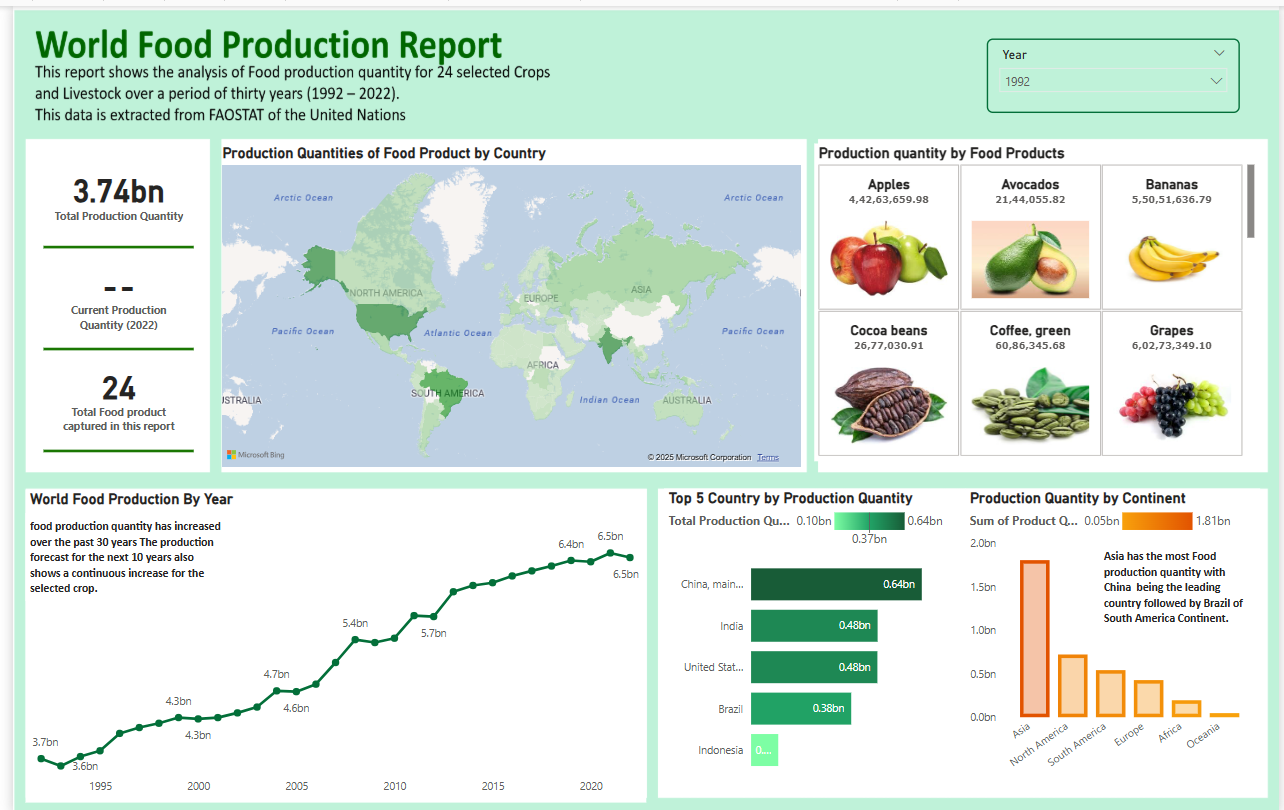 World Food Production Report
This report shows the analysis of Food production quantity for 24 selected Crops
and Livestock over a period of thirty years (1992 – 2022).
This data is extracted from FAOSTAT of the United Nations
Year
1992
3.74bn
Total Production Quantity
--
Current Production
Quantity (2022)
24
Total Food product
captured in this report
Production Quantities of Food Product by Country
Arctic Ocean
Arctic Ocean
NORTH AMERICA
EUROPE
ASIA
Pacific Ocean
Atlantic Ocean
Pacific Ocean
AFRICA
SOUTH AMERICA
Indian Ocean
USTRALIA
AUSTRALIA
Microsoft Bing
© 2025 Microsoft Corporation Terms
Production quantity by Food Products
Apples
4,42,63,659.98
Avocados
21,44,055.82
Bananas
5,50,51,636.79
Cocoa beans
26,77,030.91
Coffee, green
60,86,345.68
Grapes
6,02,73,349.10
World Food Production By Year
food production quantity has increased
over the past 30 years The production
forecast for the next 10 years also
shows a continuous increase for the
selected crop.
3.7bn
3.6bn
4.3bn
4.3bn
4.7bn
4.6bn
5.4bn
5.7bn
6.4bn
6.5bn
6.5bn
1995
2000
2005
2010
2015
2020
Top 5 Country by Production Quantity
Total Production Qu... 0.10bn 0.64bn
0.37bn
China, main... 0.64bn
India 0.48bn
United Stat... 0.48bn
Brazil 0.38bn
Indonesia 0....
Production Quantity by Continent
Sum of Product Q... 0.05bn 1.81bn
2.0bn
1.5bn
1.0bn
0.5bn
0.0bn
Asia has the most Food
production quantity with
China being the leading
country followed by Brazil of
South America Continent.
Asia
North America
South America
Europe
Africa
Oceania